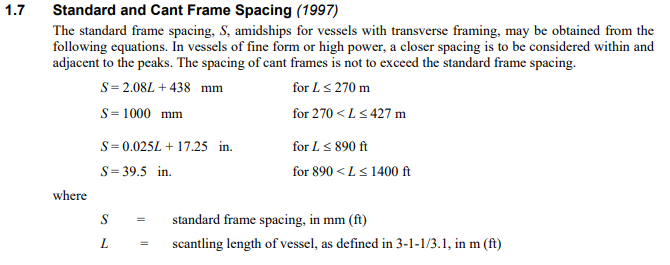 1.7 Standard and Cant Frame Spacing (1997)
The standard frame spacing, S, amidships for vessels with transverse framing, may be obtained from the
following equations. In vessels of fine form or high power, a closer spacing is to be considered within and
adjacent to the peaks. The spacing of cant frames is not to exceed the standard frame spacing.
S = 2.08L + 438 mm for L ≤ 270 m
S = 1000 mm for 270 < L ≤ 427 m
S = 0.025L + 17.25 in. for L ≤ 890 ft
S = 39.5 in. for 890 < L ≤ 1400 ft
where
S = standard frame spacing, in mm (ft)
L = scantling length of vessel, as defined in 3-1-1/3.1, in m (ft)